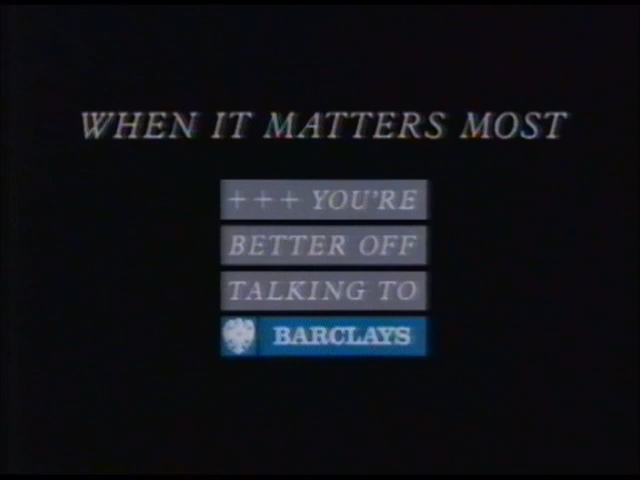 WHEN IT MATTERS MOST
+++ YOU'RE
BETTER OFF
TALKING TO
BARCLAYS